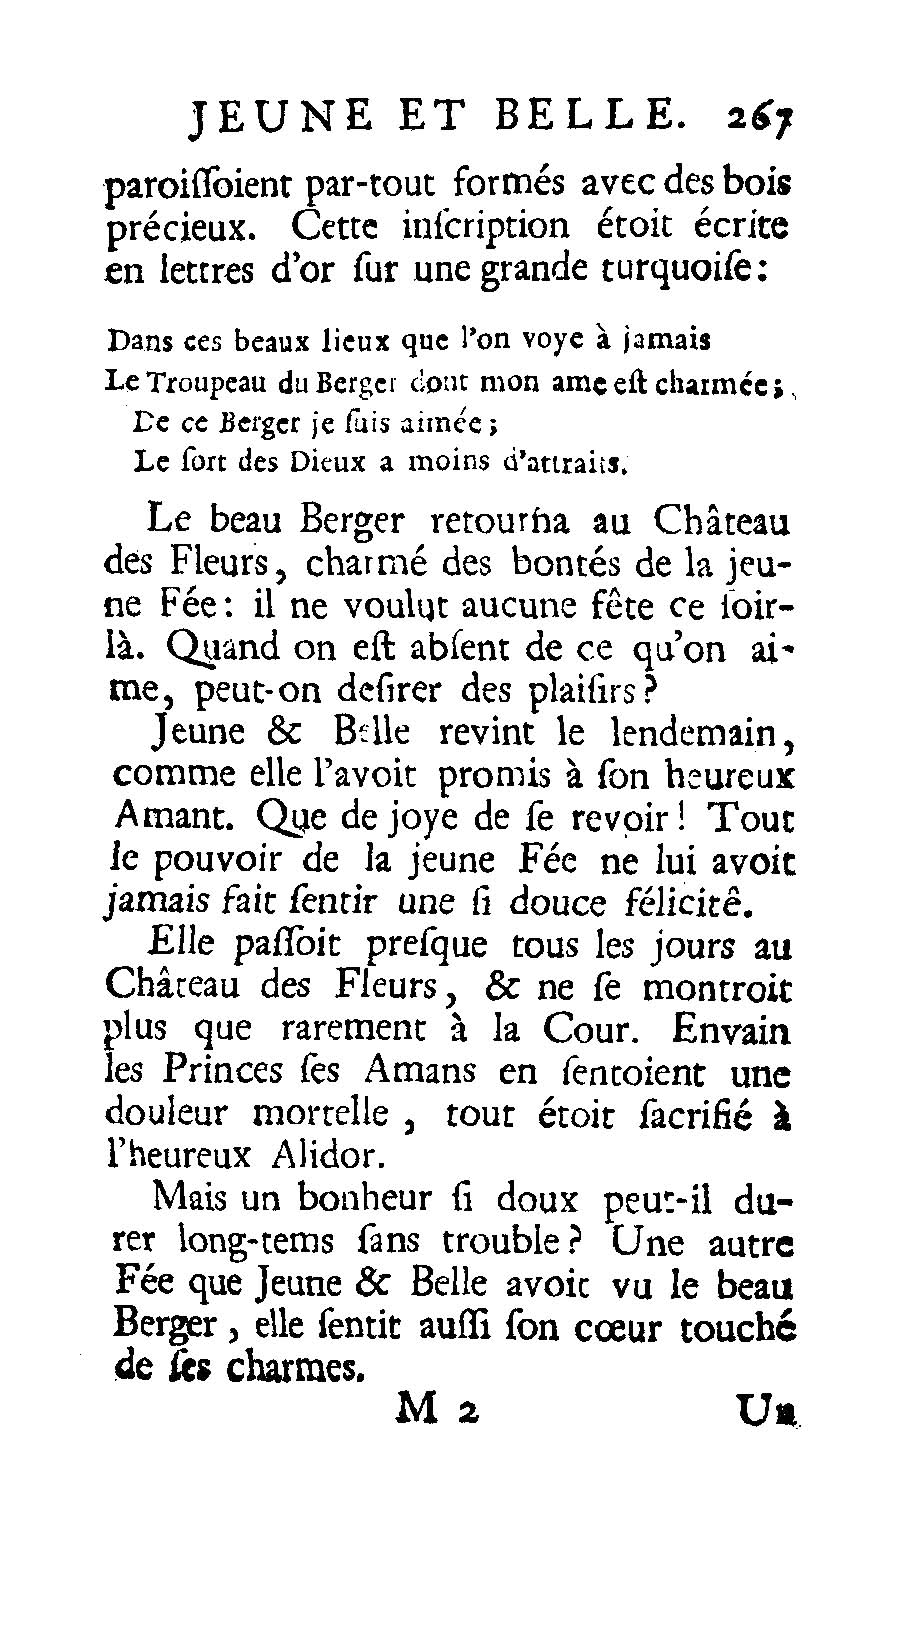 JEUNE ET BELLE. 267
paroiſſoient par-tout formés avec des bois
précieux. Cette inſcription étoit écrite
en lettres d'or ſur une grande turquoiſe:
Dans ces beaux lieux que l'on voye à jamais
Le Troupeau du Berger dont mon ame eſt charmée;
De ce Berger je ſuis aimée;
Le ſort des Dieux a moins d'attraits.
Le beau Berger retourna au Château
des Fleurs, charmé des bontés de la jeu-
ne Fée: il ne voulut aucune fête ce ſoir-
là. Quand on eſt abſent de ce qu'on ai-
me, peut-on deſirer des plaiſirs?
Jeune & Belle revint le lendemain,
comme elle l'avoit promis à ſon heureux
Amant. Que de joye de ſe revoir! Tout
le pouvoir de la jeune Fée ne lui avoit
jamais fait ſentir une ſi douce félicitê.
Elle paſſoit preſque tous les jours au
Château des Fleurs, & ne ſe montroit
plus que rarement à la Cour. Envain
les Princes ſes Amans en ſentoient une
douleur mortelle, tout étoit ſacrifié à
l'heureux Alidor.
Mais un bonheur ſi doux peut-il du-
rer long-tems ſans trouble? Une autre
Fée que Jeune & Belle avoit vu le beau
Berger, elle ſentit auſſi ſon cœur touché
de ſes charmes.
M 2 Un